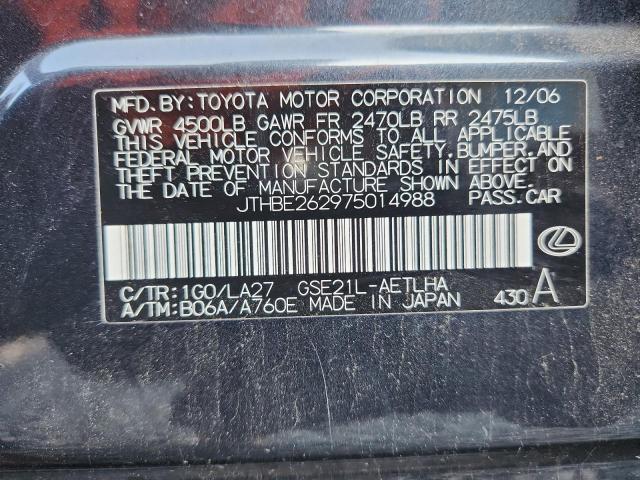 MFD. BY: TOYOTA MOTOR CORPORATION 12/06
GVWR 4500LB GAWR FR 2470LB RR 2475LB
THIS VEHICLE CONFORMS TO ALL APPLICABLE
FEDERAL MOTOR VEHICLE SAFETY, BUMPER, AND
THEFT PREVENTION STANDARDS IN EFFECT ON
THE DATE OF MANUFACTURE SHOWN ABOVE.
JTHBE262975014988 PASS. CAR
C/TR: 1G0/LA27 GSE21L-AETLHA
A/TM: B06A/A760E MADE IN JAPAN 430 A